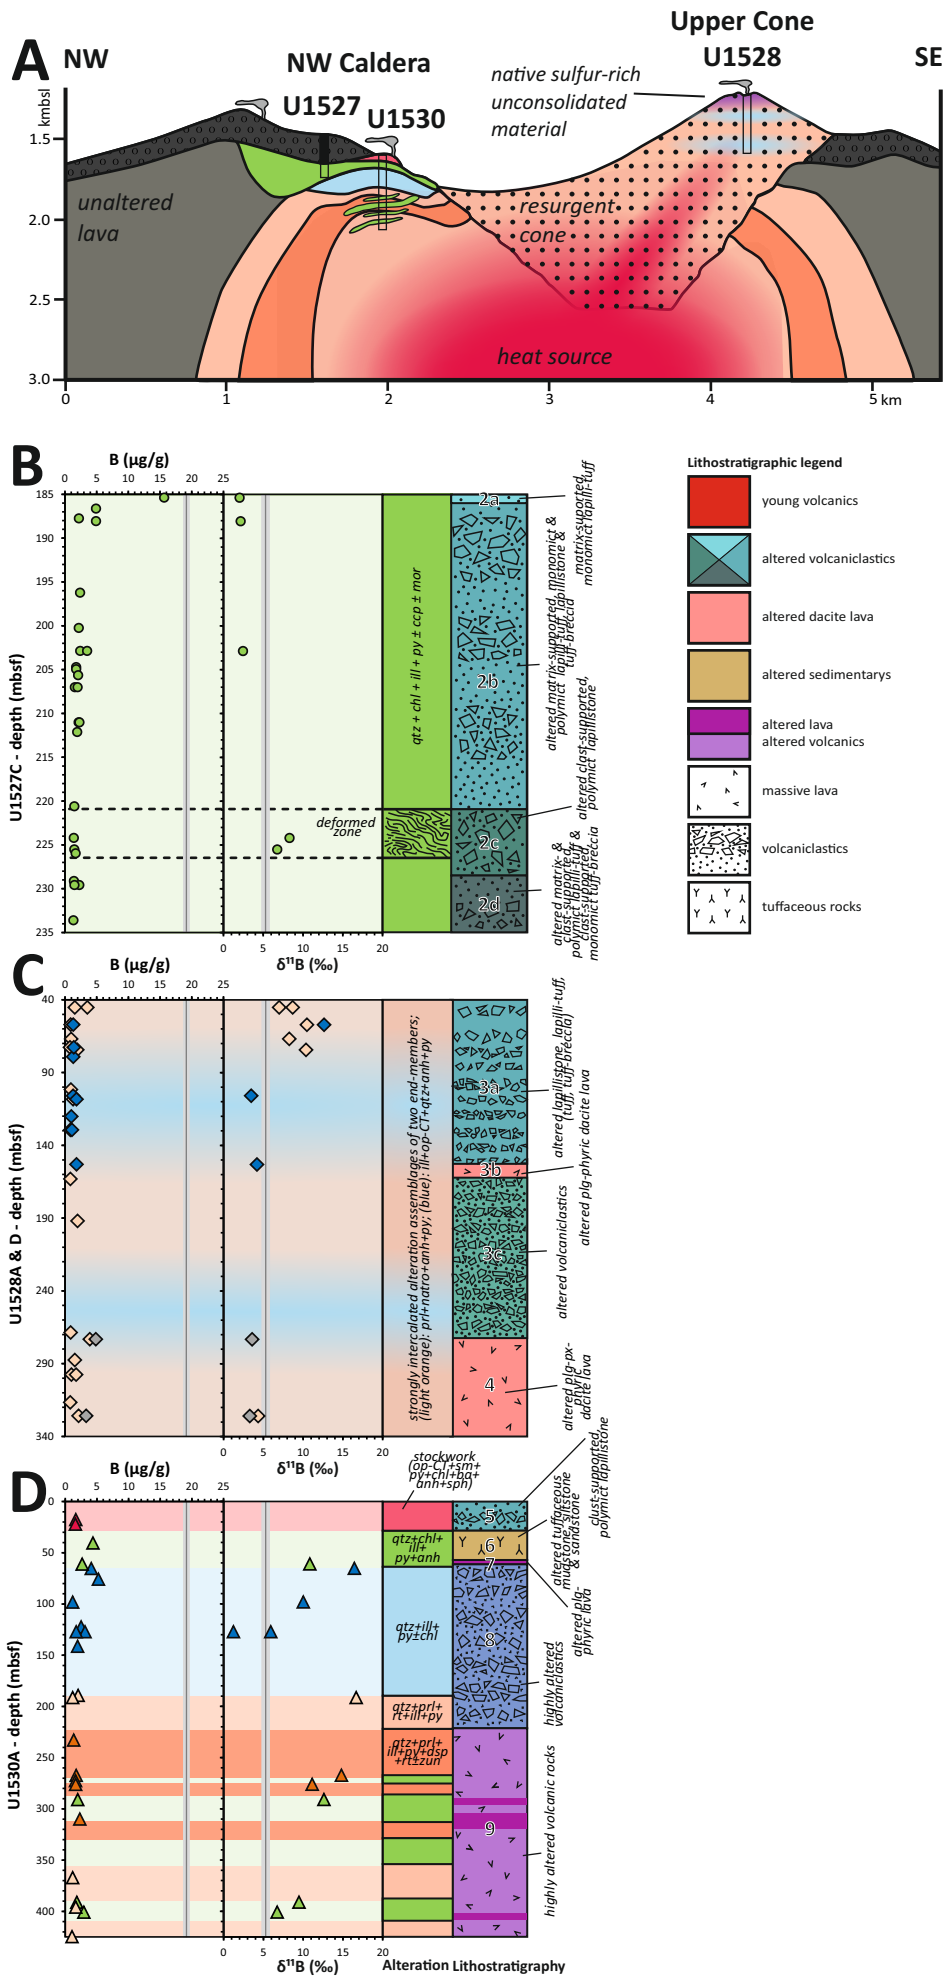 A
NW
NW Caldera
U1527
U1530
native sulfur-rich
unconsolidated
material
Upper Cone
U1528
SE
kmbsl
1.5
2.0
2.5
3.0
unaltered
lava
resurgent
cone
heat source
0
1
2
3
4
5 km
B
B (µg/g)
0
5
20
25
U1527C - depth (mbsf)
185
190
195
200
205
210
215
220
225
230
235
deformed
zone
qtz + chl + ill + py ± ccp ± mor
2a
2b
2c
2d
matrix-supported,
monomict lapilli-tuff
altered matrix-supported, monomict &
polymict lapilli-tuff, lapillistone &
tuff-breccia
altered clast-supported,
polymict lapillistone
altered matrix- &
clast-supported,
polymict lapilli-tuff &
clast-supported,
monomict tuff-breccia
0
5
10
15
20
δ¹¹B (‰)
Lithostratigraphic legend
young volcanics
altered volcaniclastics
altered dacite lava
altered sedimentarys
altered lava
altered volcanics
massive lava
volcaniclastics
tuffaceous rocks
C
B (µg/g)
0
5
20
25
U1528A & D - depth (mbsf)
40
90
140
190
240
290
340
strongly intercalated alteration assemblages of two end-members;
(light orange): prl+natro+anh+py; (blue): ill+op-CT+qtz+anh+py
3a
3b
3c
4
altered lapillistone, lapilli-tuff,
(tuff, tuff-breccia)
altered plg-phyric dacite lava
altered volcaniclastics
altered plg-px-
phyric
dacite lava
0
5
10
15
20
δ¹¹B (‰)
D
B (µg/g)
0
5
20
25
U1530A - depth (mbsf)
0
50
100
150
200
250
300
350
400
stockwork
(op-CT+sm+
py+chl+ba+
anh+sph)
qtz+chl+
ill+
py+anh
qtz+ill+
py±chl
qtz+prl+
rt+ill+py
qtz+prl+
ill+py+dsp
+rt±zun
5
6
7
8
9
clust-supported,
polymict lapillistone
altered tuffaceous
mudstone, siltstone
& sandstone
altered plg-
phyric lava
highly altered
volcaniclastics
highly altered volcanic rocks
0
5
10
15
20
δ¹¹B (‰)
Alteration
Lithostratigraphy